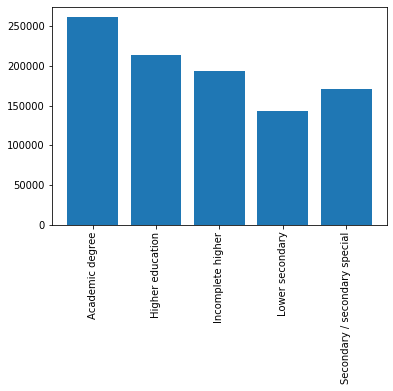 250000
200000
150000
100000
50000
0
Academic degree
Higher education
Incomplete higher
Lower secondary
Secondary / secondary special